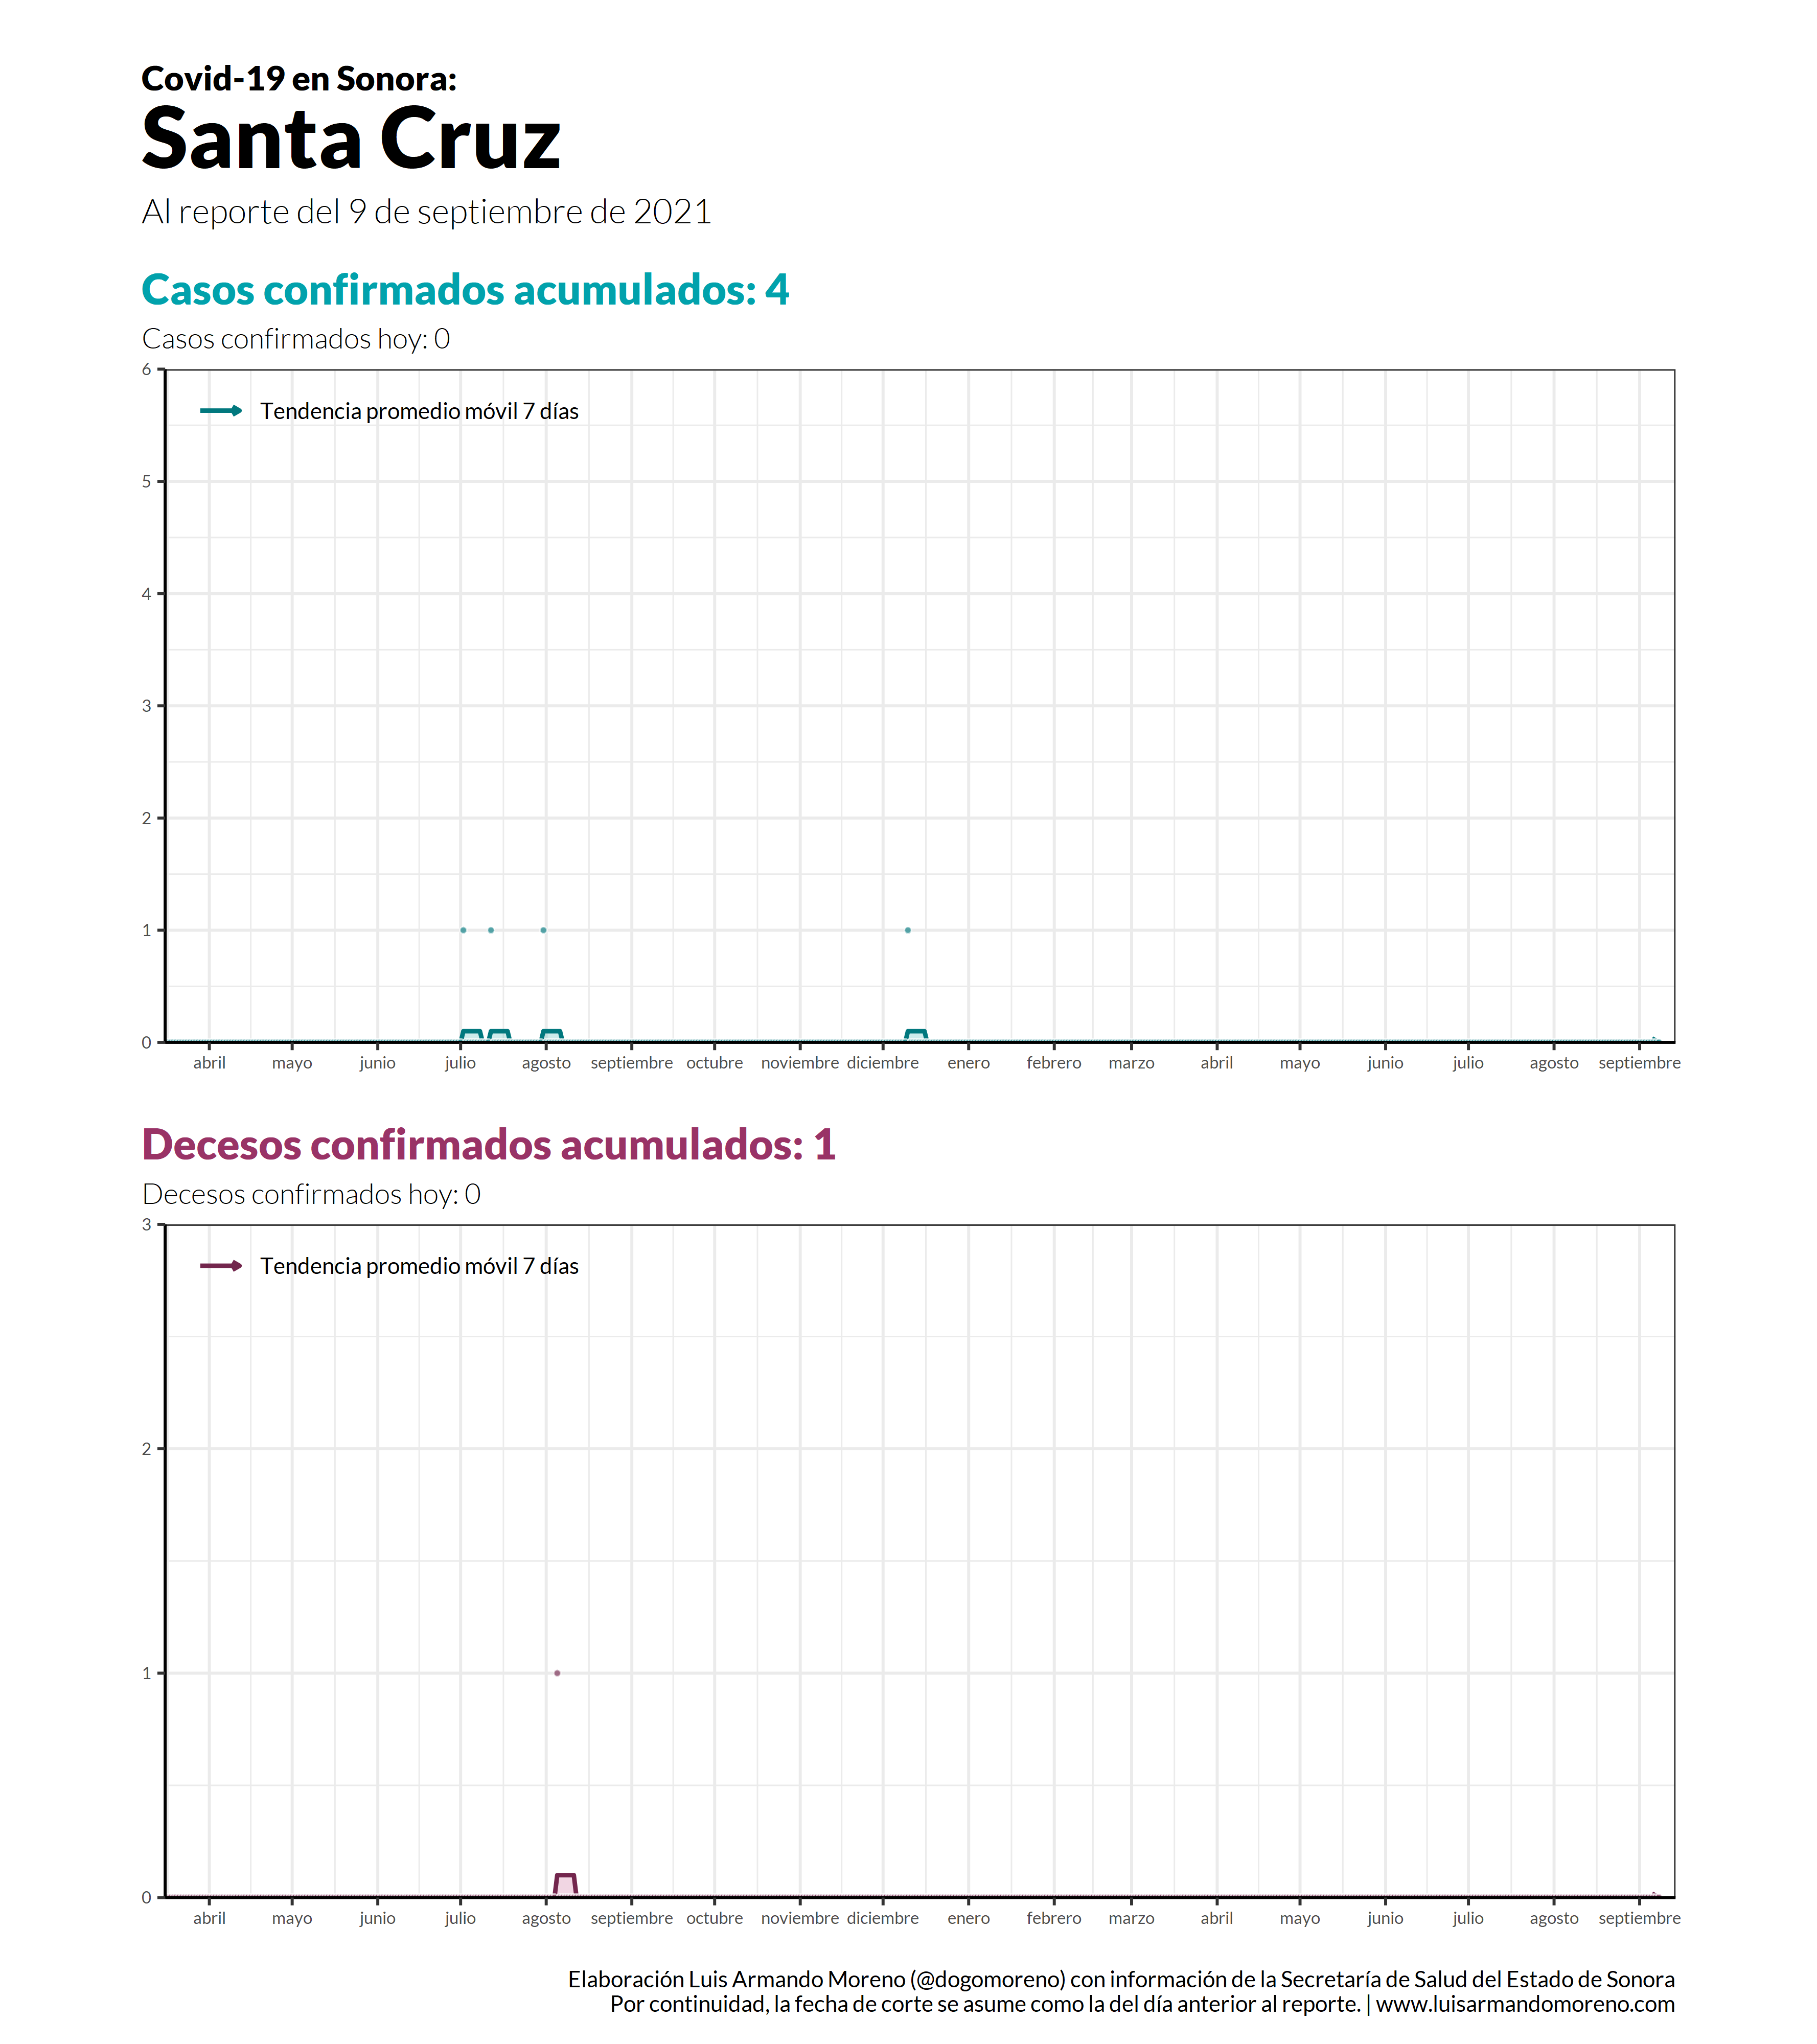 Covid-19 en Sonora:
Santa Cruz
Al reporte del 9 de septiembre de 2021
Casos confirmados acumulados: 4
Casos confirmados hoy: 0
6
Tendencia promedio móvil 7 días
5
4
3
2
1
0
abril mayo junio julio agosto septiembre octubre noviembre diciembre enero febrero marzo abril mayo junio julio agosto septiembre
Decesos confirmados acumulados: 1
Decesos confirmados hoy: 0
3
Tendencia promedio móvil 7 días
2
1
0
abril mayo junio julio agosto septiembre octubre noviembre diciembre enero febrero marzo abril mayo junio julio agosto septiembre
Elaboración Luis Armando Moreno (@dogomoreno) con información de la Secretaría de Salud del Estado de Sonora
Por continuidad, la fecha de corte se asume como la del día anterior al reporte. | www.luisarmandomoreno.com